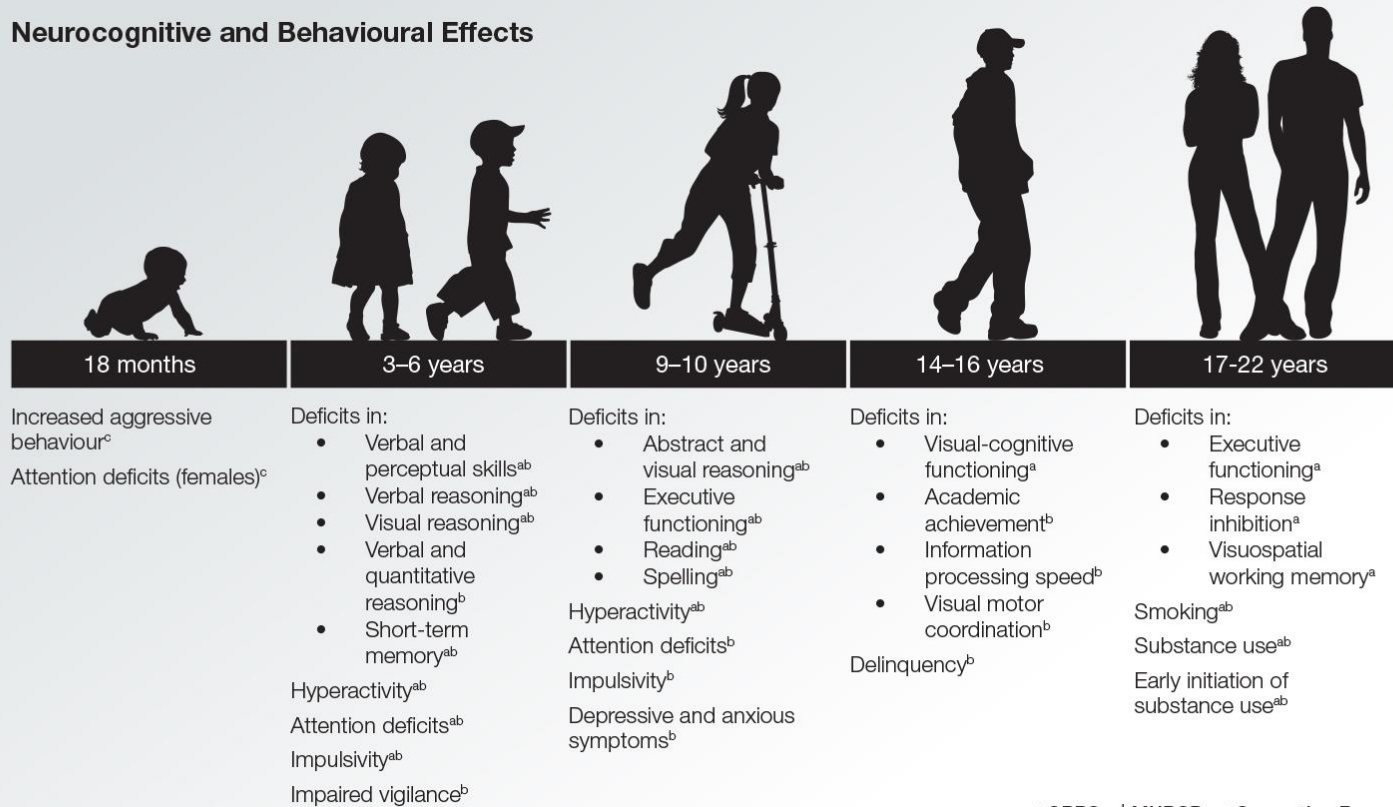 Neurocognitive and Behavioural Effects
18 months
Increased aggressive
behaviourᶜ
Attention deficits (females)ᶜ
3–6 years
Deficits in:
• Verbal and
perceptual skillsᵃᵇ
• Verbal reasoningᵃᵇ
• Visual reasoningᵃᵇ
• Verbal and
quantitative
reasoningᵇ
• Short-term
memoryᵃᵇ
Hyperactivityᵃᵇ
Attention deficitsᵃᵇ
Impulsivityᵃᵇ
Impaired vigilanceᵇ
9–10 years
Deficits in:
• Abstract and
visual reasoningᵃᵇ
• Executive
functioningᵃᵇ
• Readingᵃᵇ
• Spellingᵃᵇ
Hyperactivityᵃᵇ
Attention deficitsᵇ
Impulsivityᵇ
Depressive and anxious
symptomsᵇ
14–16 years
Deficits in:
• Visual-cognitive
functioningᵃ
• Academic
achievementᵇ
• Information
processing speedᵇ
• Visual motor
coordinationᵇ
Delinquencyᵇ
17-22 years
Deficits in:
• Executive
functioningᵃ
• Response
inhibitionᵃ
• Visuospatial
working memoryᵃ
Smokingᵃᵇ
Substance useᵃᵇ
Early initiation of
substance useᵃᵇ